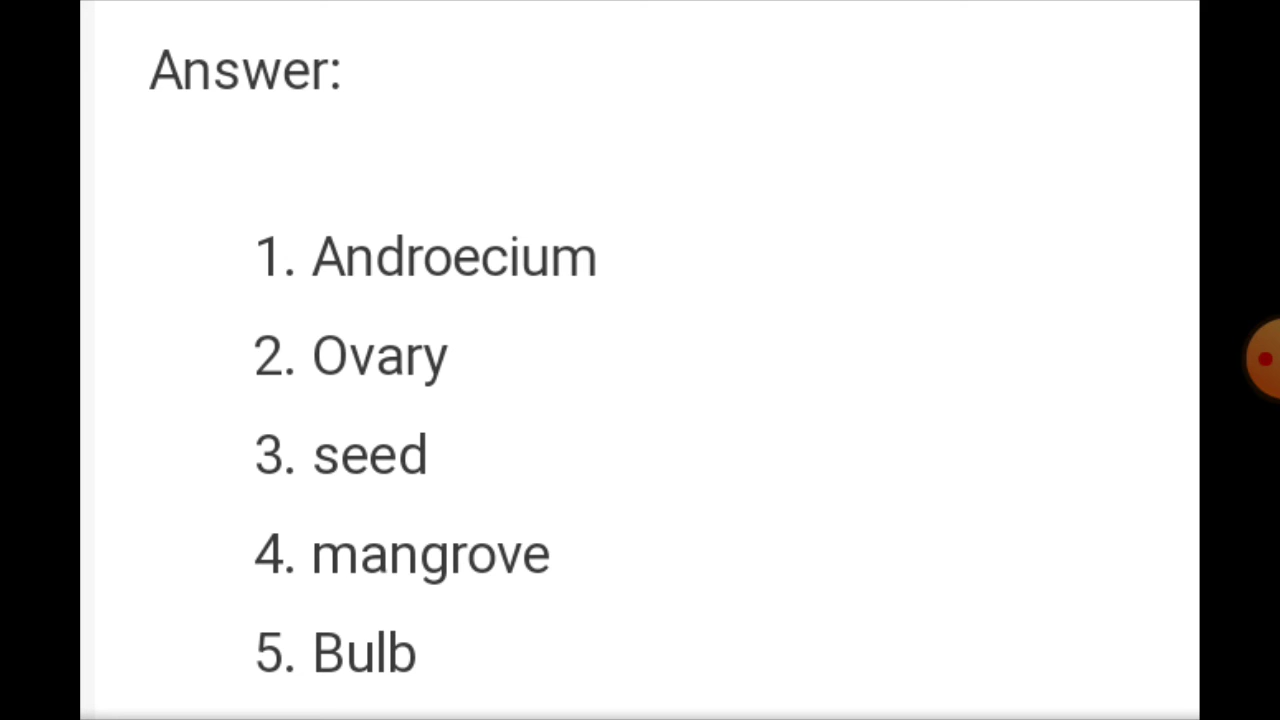 Answer:
1. Androecium
2. Ovary
3. seed
4. mangrove
5. Bulb